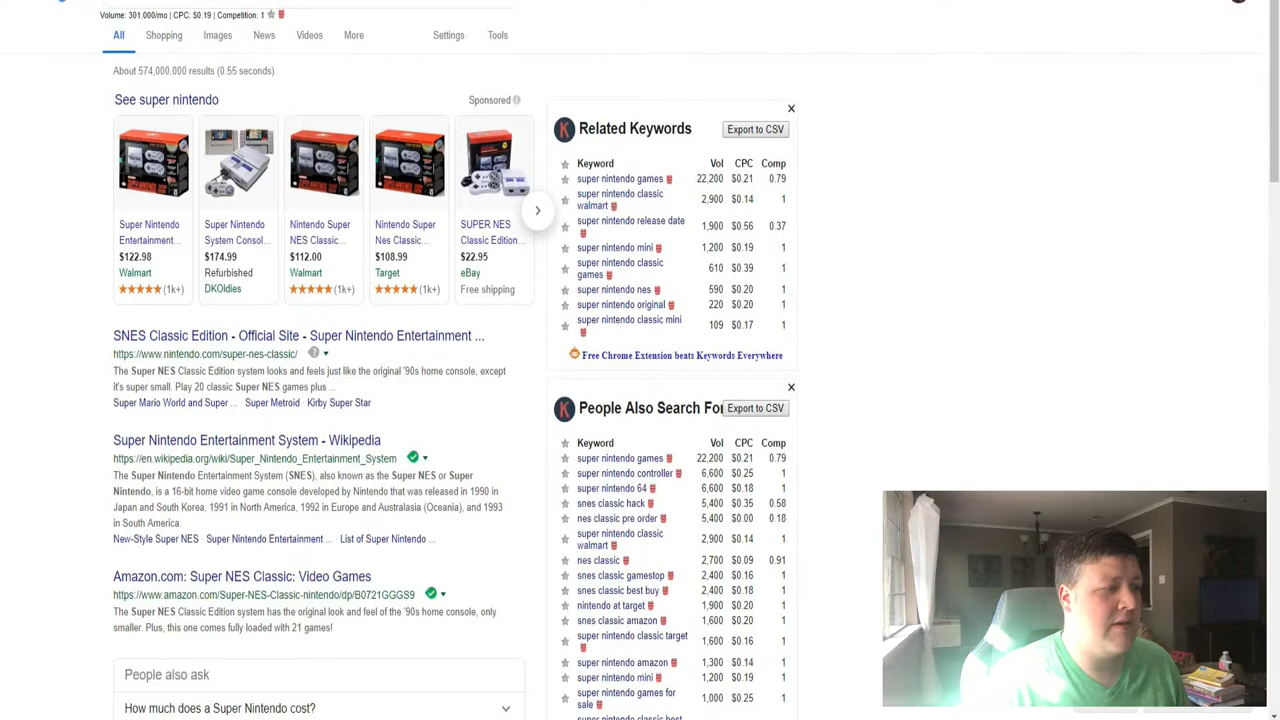 Volume: 301,000/mo | CPC: $0.19 | Competition: 1
All Shopping Images News Videos More Settings Tools
About 574,000,000 results (0.55 seconds)
See super nintendo Sponsored
Super Nintendo Entertainment... $122.98 Walmart (1k+)
Super Nintendo System Consol... $174.99 Refurbished DKOldies
Nintendo Super NES Classic... $112.00 Walmart (1k+)
Nintendo Super Nes Classic... $108.99 Target (1k+)
SUPER NES Classic Edition... $22.95 eBay Free shipping
SNES Classic Edition - Official Site - Super Nintendo Entertainment ...
https://www.nintendo.com/super-nes-classic/
The Super NES Classic Edition system looks and feels just like the original '90s home console, except
it's super small. Play 20 classic Super NES games plus ...
Super Mario World and Super ... · Super Metroid · Kirby Super Star
Super Nintendo Entertainment System - Wikipedia
https://en.wikipedia.org/wiki/Super_Nintendo_Entertainment_System
The Super Nintendo Entertainment System (SNES), also known as the Super NES or Super
Nintendo, is a 16-bit home video game console developed by Nintendo that was released in 1990 in
Japan and South Korea, 1991 in North America, 1992 in Europe and Australasia (Oceania), and 1993
in South America.
New-Style Super NES · Super Nintendo Entertainment ... · List of Super Nintendo ...
Amazon.com: Super NES Classic: Video Games
https://www.amazon.com/Super-NES-Classic-nintendo/dp/B0721GGGS9
The Super NES Classic Edition system has the original look and feel of the '90s home console, only
smaller. Plus, this one comes fully loaded with 21 games!
People also ask
How much does a Super Nintendo cost?
K Related Keywords Export to CSV
Keyword Vol CPC Comp
super nintendo games 22,200 $0.21 0.79
super nintendo classic walmart 2,900 $0.14 1
super nintendo release date 1,900 $0.56 0.37
super nintendo mini 1,200 $0.19 1
super nintendo classic games 610 $0.39 1
super nintendo nes 590 $0.20 1
super nintendo original 220 $0.20 1
super nintendo classic mini 109 $0.17 1
Free Chrome Extension beats Keywords Everywhere
K People Also Search For Export to CSV
Keyword Vol CPC Comp
super nintendo games 22,200 $0.21 0.79
super nintendo controller 6,600 $0.25 1
super nintendo 64 6,600 $0.18 1
snes classic hack 5,400 $0.35 0.58
nes classic pre order 5,400 $0.00 0.18
super nintendo classic walmart 2,900 $0.14 1
nes classic 2,700 $0.09 0.91
snes classic gamestop 2,400 $0.16 1
snes classic best buy 2,400 $0.18 1
nintendo at target 1,900 $0.20 1
snes classic amazon 1,600 $0.20 1
super nintendo classic target 1,600 $0.16 1
super nintendo amazon 1,300 $0.14 1
super nintendo mini 1,200 $0.19 1
super nintendo games for sale 1,000 $0.25 1
super nintendo classic best